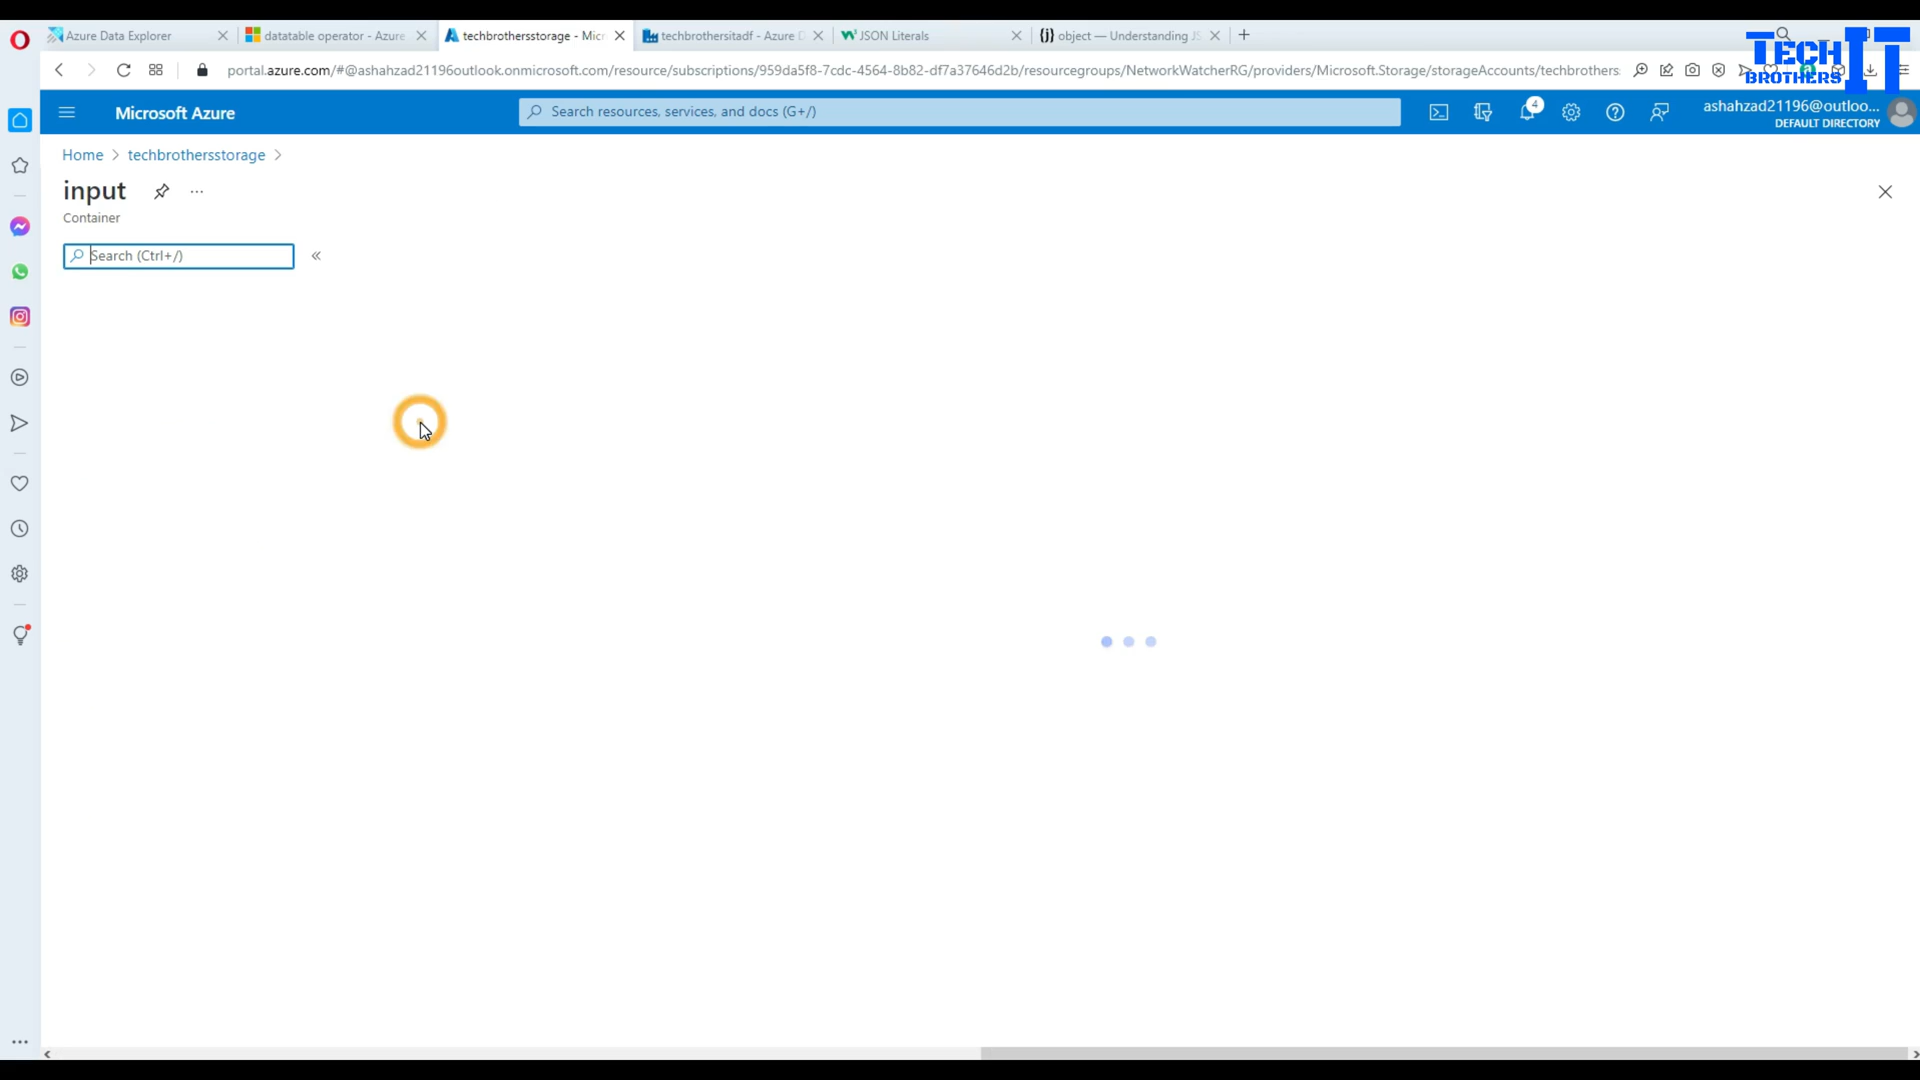 Azure Data Explorer
datatable operator - Azure
techbrothersstorage - Micr
techbrothersitadf - Azure D
JSON Literals
{j} object — Understanding JS
TECH IT
BROTHERS
portal.azure.com/#@ashahzad21196outlook.onmicrosoft.com/resource/subscriptions/959da5f8-7cdc-4564-8b82-df7a37646d2b/resourcegroups/NetworkWatcherRG/providers/Microsoft.Storage/storageAccounts/techbrothers
Microsoft Azure
Search resources, services, and docs (G+/)
4
ashahzad21196@outloo...
DEFAULT DIRECTORY
Home > techbrothersstorage >
input
...
Container
Search (Ctrl+/)
«